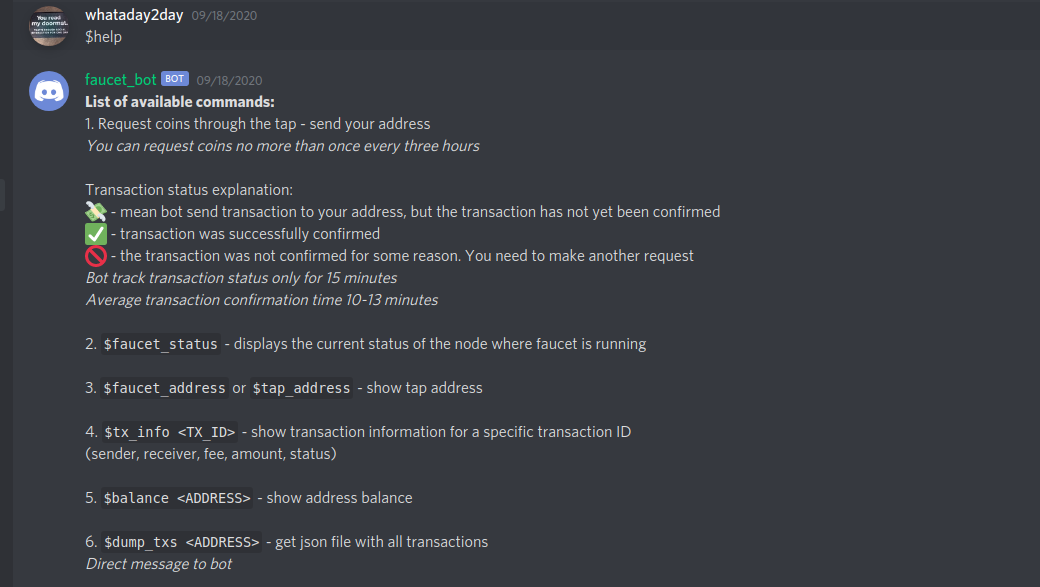 You read
my doormat.
whataday2day 09/18/2020
$help
faucet_bot BOT 09/18/2020
List of available commands:
1. Request coins through the tap - send your address
You can request coins no more than once every three hours
Transaction status explanation:
💸 - mean bot send transaction to your address, but the transaction has not yet been confirmed
✅ - transaction was successfully confirmed
🚫 - the transaction was not confirmed for some reason. You need to make another request
Bot track transaction status only for 15 minutes
Average transaction confirmation time 10-13 minutes
2. $faucet_status - displays the current status of the node where faucet is running
3. $faucet_address or $tap_address - show tap address
4. $tx_info <TX_ID> - show transaction information for a specific transaction ID
(sender, receiver, fee, amount, status)
5. $balance <ADDRESS> - show address balance
6. $dump_txs <ADDRESS> - get json file with all transactions
Direct message to bot